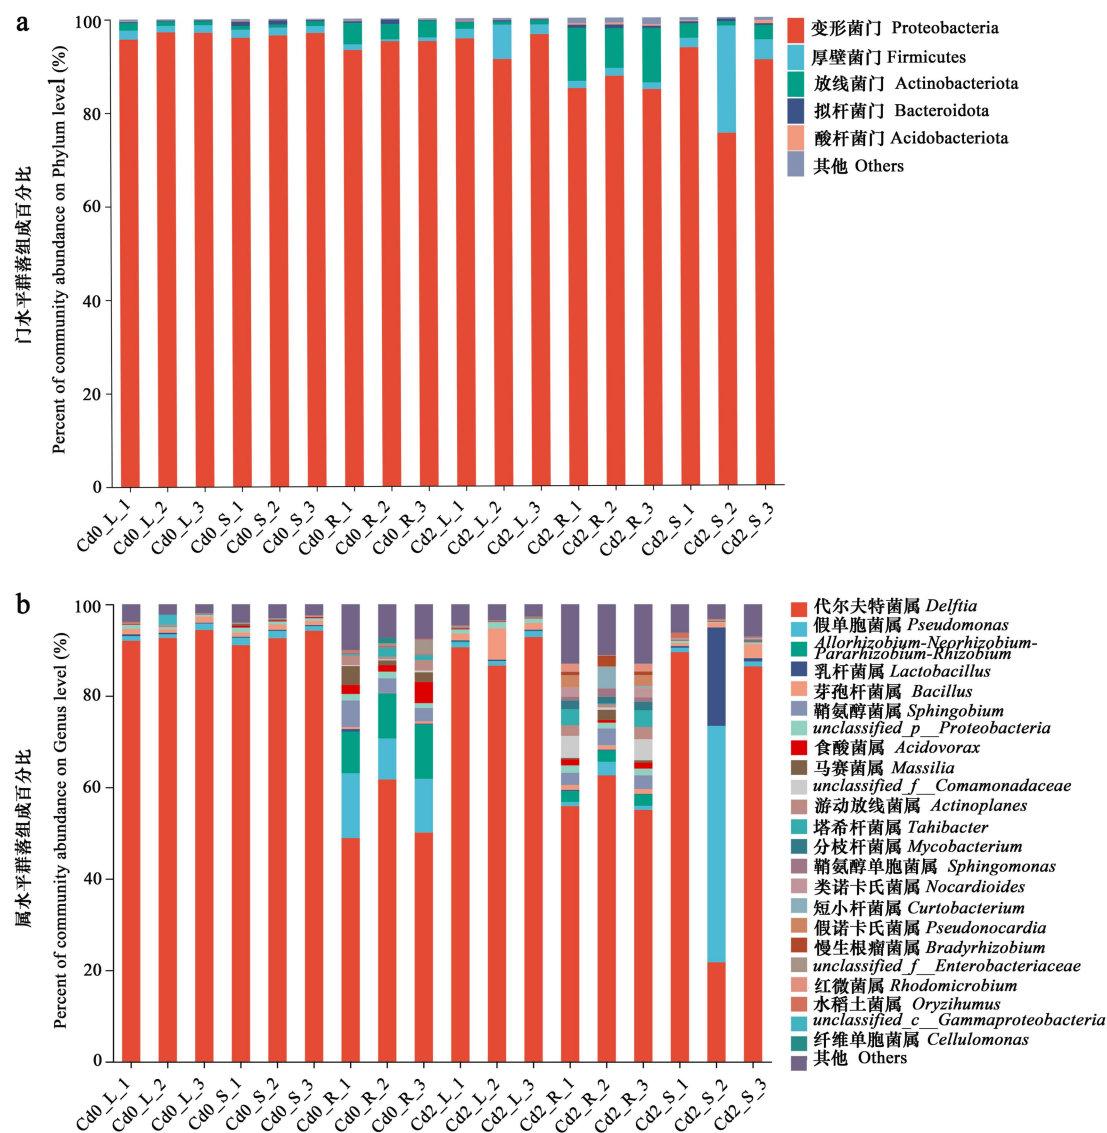 a
门水平群落组成百分比
Percent of community abundance on Phylum level (%)
100
80
60
40
20
0
Cd0_L_1
Cd0_L_2
Cd0_L_3
Cd0_S_1
Cd0_S_2
Cd0_S_3
Cd0_R_1
Cd0_R_2
Cd0_R_3
Cd2_L_1
Cd2_L_2
Cd2_L_3
Cd2_R_1
Cd2_R_2
Cd2_R_3
Cd2_S_1
Cd2_S_2
Cd2_S_3
变形菌门 Proteobacteria
厚壁菌门 Firmicutes
放线菌门 Actinobacteriota
拟杆菌门 Bacteroidota
酸杆菌门 Acidobacteriota
其他 Others
b
属水平群落组成百分比
Percent of community abundance on Genus level (%)
100
80
60
40
20
0
Cd0_L_1
Cd0_L_2
Cd0_L_3
Cd0_S_1
Cd0_S_2
Cd0_S_3
Cd0_R_1
Cd0_R_2
Cd0_R_3
Cd2_L_1
Cd2_L_2
Cd2_L_3
Cd2_R_1
Cd2_R_2
Cd2_R_3
Cd2_S_1
Cd2_S_2
Cd2_S_3
代尔夫特菌属 Delftia
假单胞菌属 Pseudomonas
Allorhizobium-Neorhizobium-
Pararhizobium-Rhizobium
乳杆菌属 Lactobacillus
芽孢杆菌属 Bacillus
鞘氨醇菌属 Sphingobium
unclassified_p__Proteobacteria
食酸菌属 Acidovorax
马赛菌属 Massilia
unclassified_f__Comamonadaceae
游动放线菌属 Actinoplanes
塔希杆菌属 Tahibacter
分枝杆菌属 Mycobacterium
鞘氨醇单胞菌属 Sphingomonas
类诺卡氏菌属 Nocardioides
短小杆菌属 Curtobacterium
假诺卡氏菌属 Pseudonocardia
慢生根瘤菌属 Bradyrhizobium
unclassified_f__Enterobacteriaceae
红微菌属 Rhodomicrobium
水稻土菌属 Oryzihumus
unclassified_c__Gammaproteobacteria
纤维单胞菌属 Cellulomonas
其他 Others